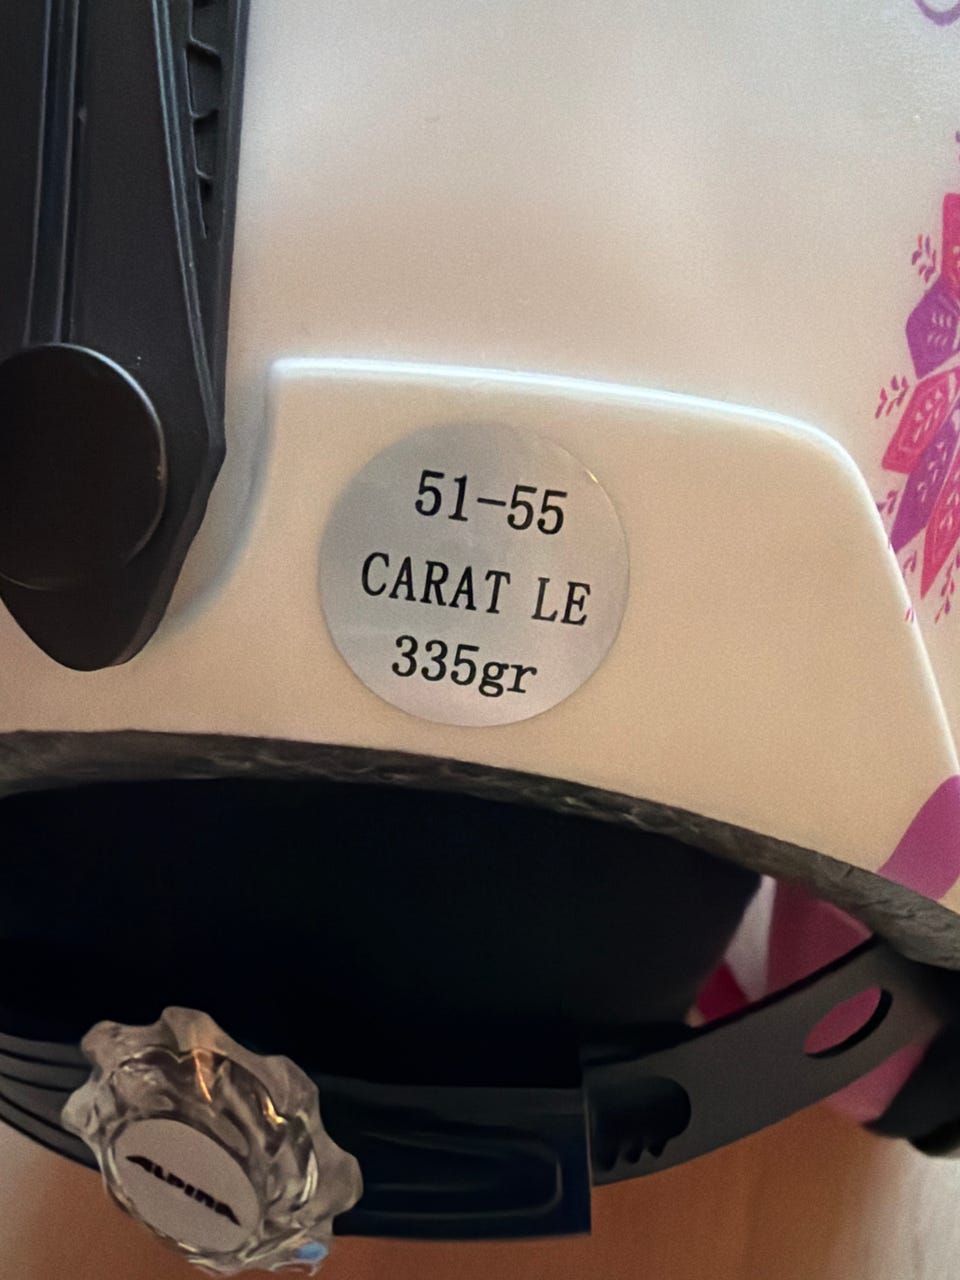 51-55
CARAT LE
335gr
ALPINA